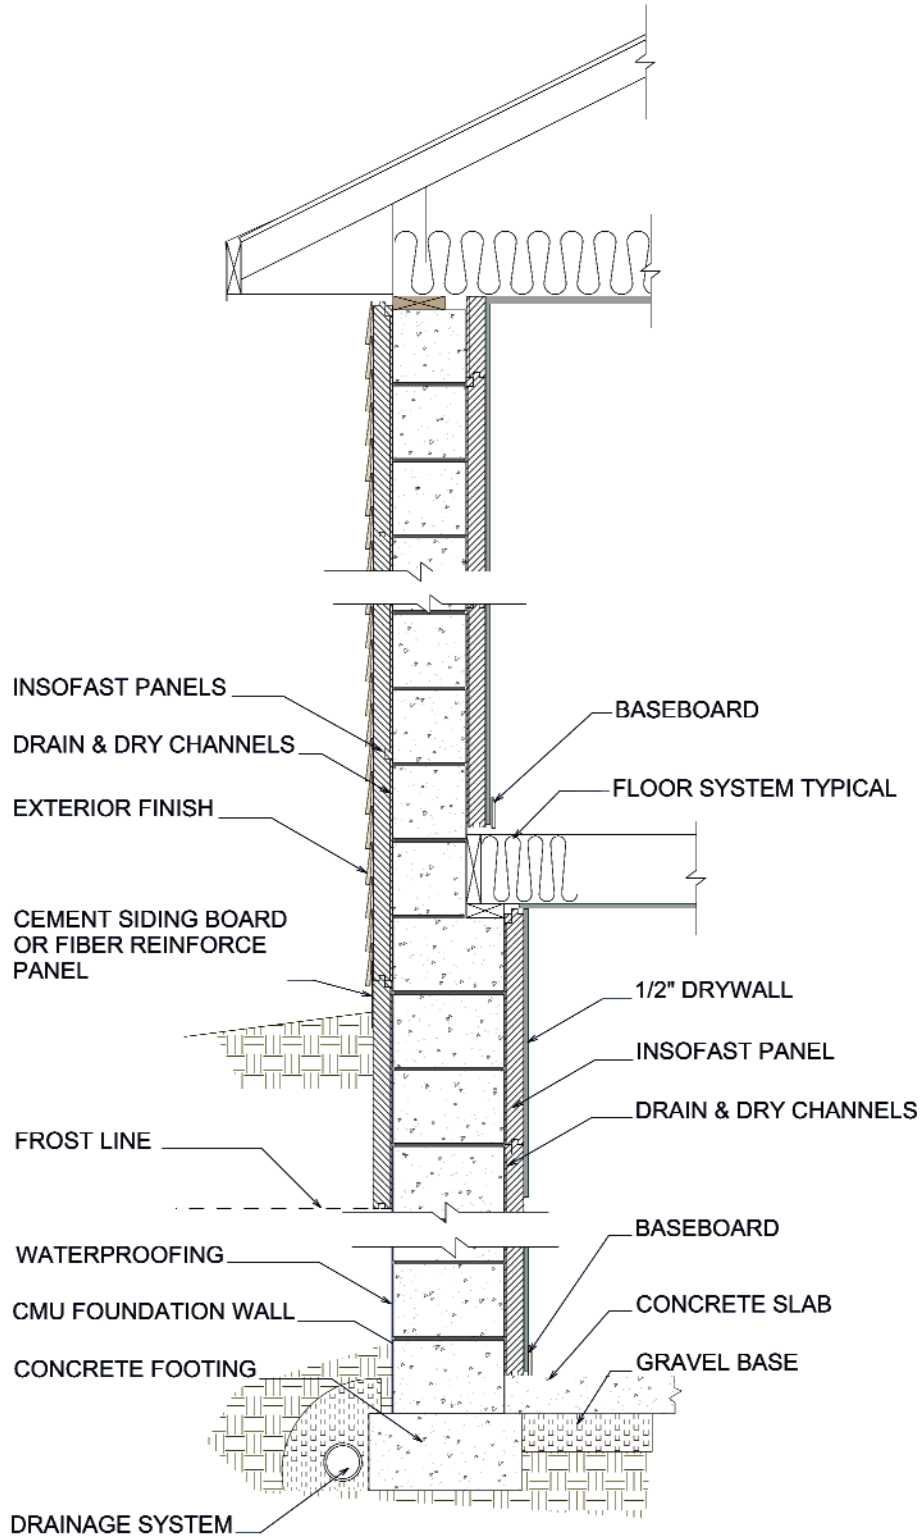 INSOFAST PANELS
DRAIN & DRY CHANNELS
EXTERIOR FINISH
CEMENT SIDING BOARD
OR FIBER REINFORCE
PANEL
FROST LINE
WATERPROOFING
CMU FOUNDATION WALL
CONCRETE FOOTING
DRAINAGE SYSTEM
BASEBOARD
FLOOR SYSTEM TYPICAL
1/2" DRYWALL
INSOFAST PANEL
DRAIN & DRY CHANNELS
BASEBOARD
CONCRETE SLAB
GRAVEL BASE